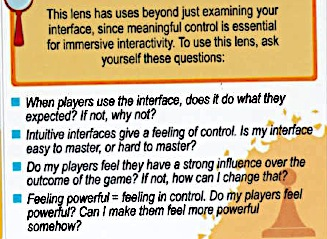 This lens has uses beyond just examining your
interface, since meaningful control is essential
for immersive interactivity. To use this lens, ask
yourself these questions:
When players use the interface, does it do what they
expected? If not, why not?
Intuitive interfaces give a feeling of control. Is my interface
easy to master, or hard to master?
Do my players feel they have a strong influence over the
outcome of the game? If not, how can I change that?
Feeling powerful = feeling in control. Do my players feel
powerful? Can I make them feel more powerful
somehow?